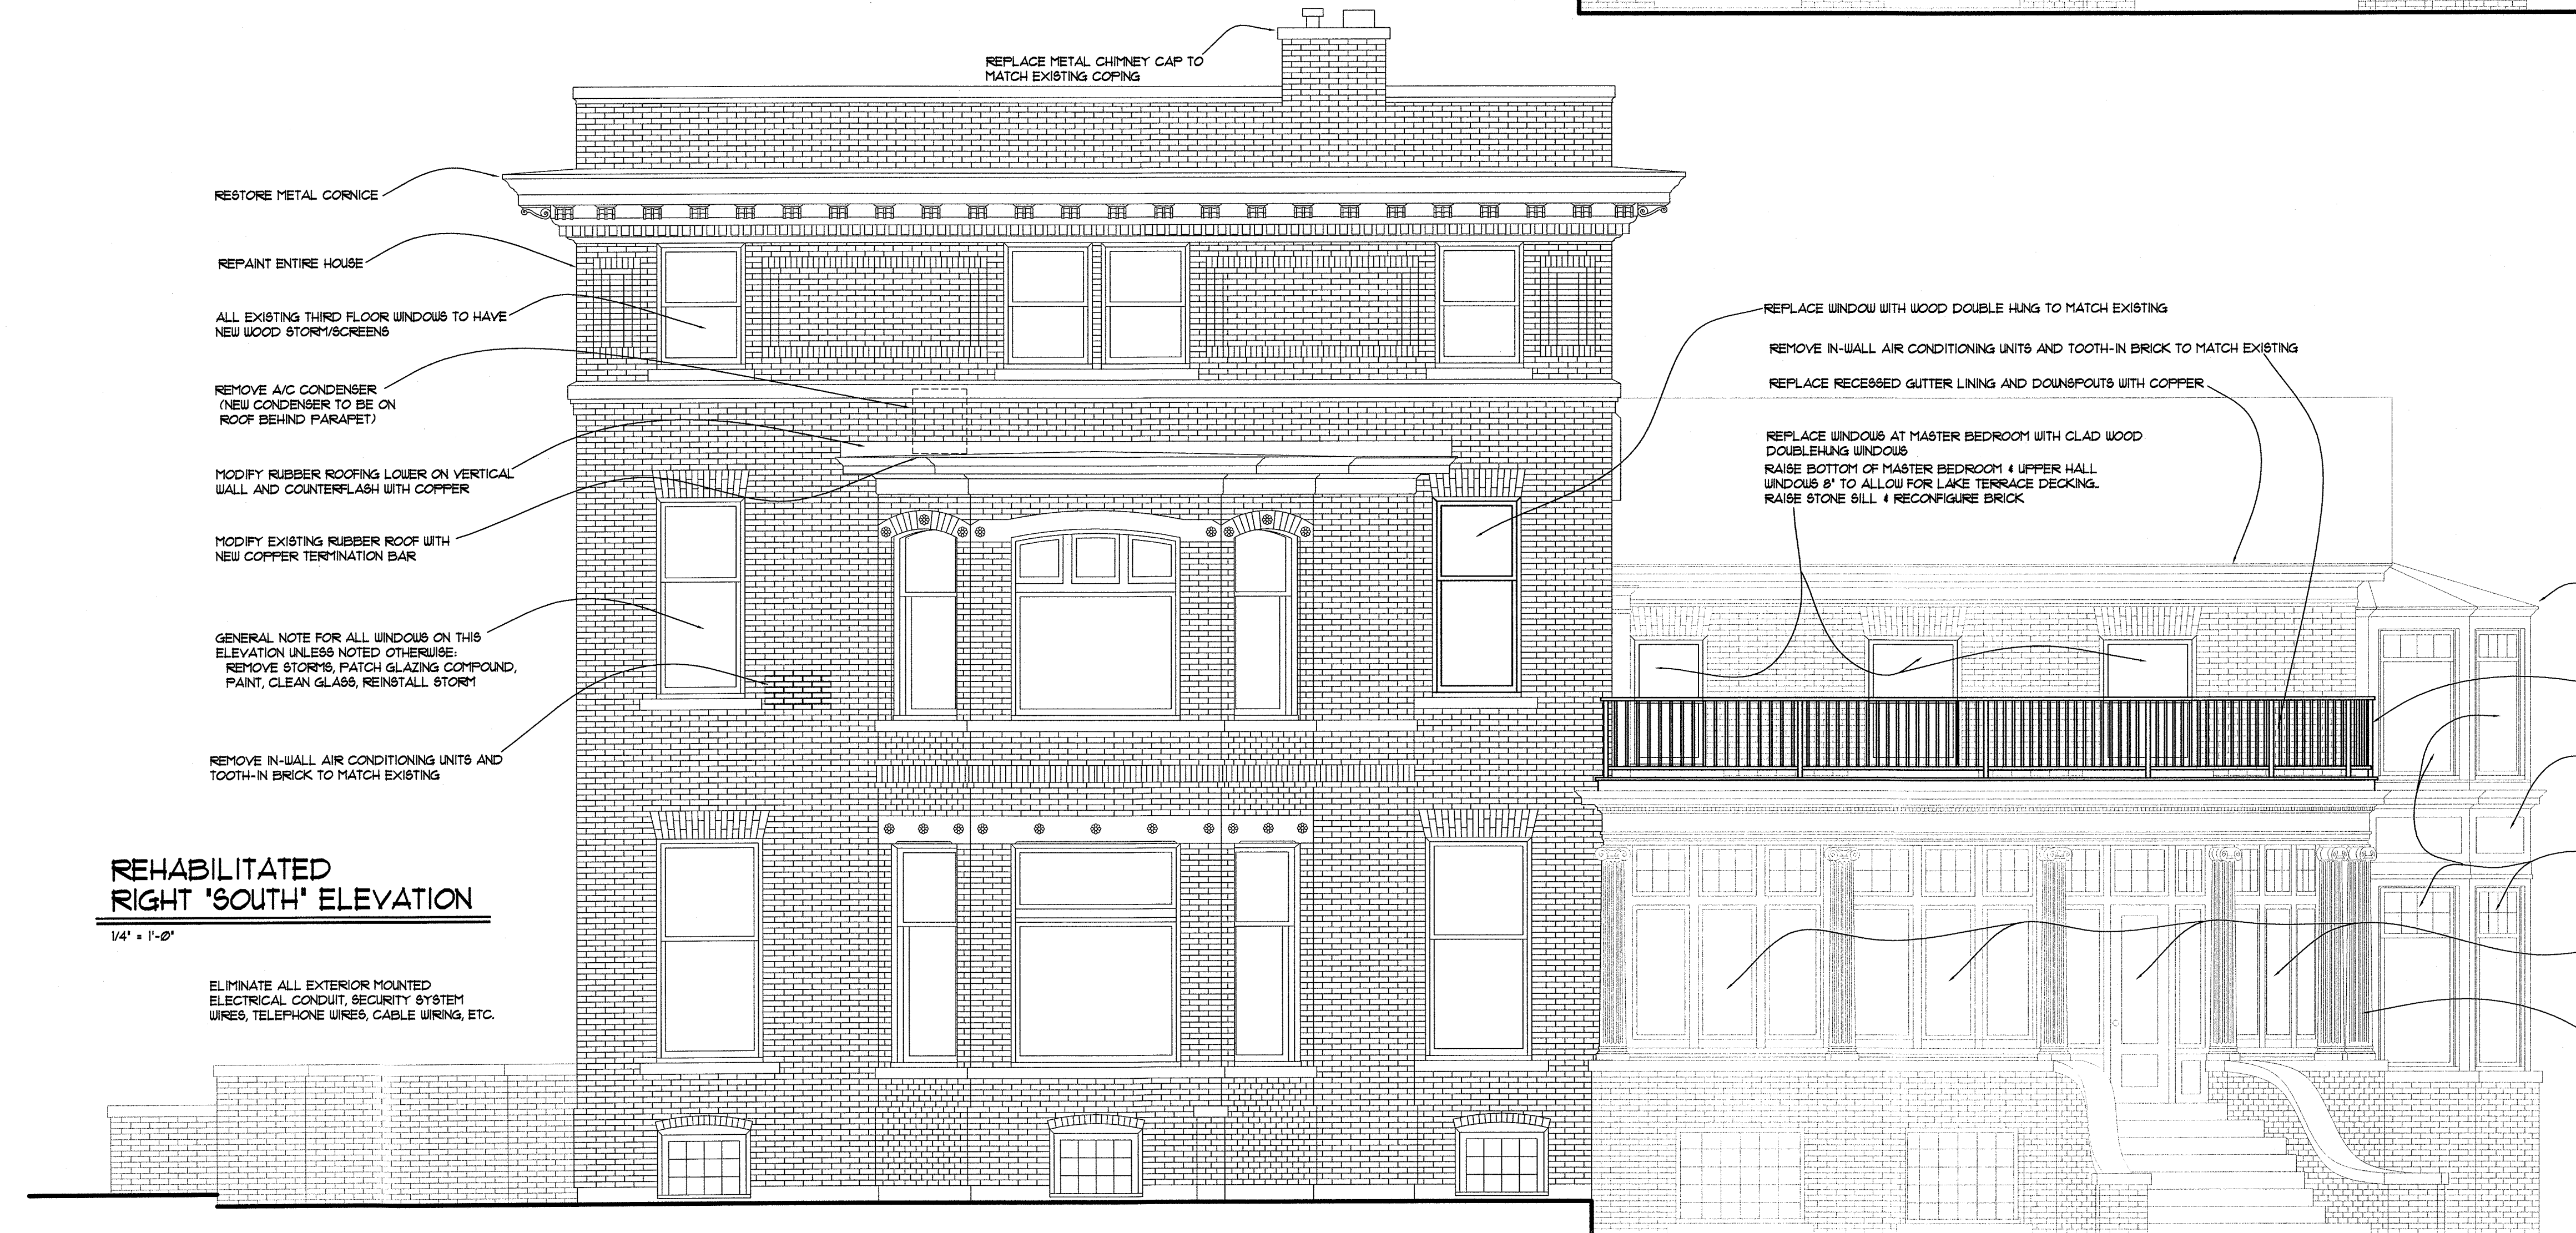 REPLACE METAL CHIMNEY CAP TO
MATCH EXISTING COPING
RESTORE METAL CORNICE
REPAINT ENTIRE HOUSE
ALL EXISTING THIRD FLOOR WINDOWS TO HAVE
NEW WOOD STORM/SCREENS
REMOVE A/C CONDENSER
(NEW CONDENSER TO BE ON
ROOF BEHIND PARAPET)
MODIFY RUBBER ROOFING LOWER ON VERTICAL
WALL AND COUNTERFLASH WITH COPPER
MODIFY EXISTING RUBBER ROOF WITH
NEW COPPER TERMINATION BAR
GENERAL NOTE FOR ALL WINDOWS ON THIS
ELEVATION UNLESS NOTED OTHERWISE:
REMOVE STORMS, PATCH GLAZING COMPOUND,
PAINT, CLEAN GLASS, REINSTALL STORM
REMOVE IN-WALL AIR CONDITIONING UNITS AND
TOOTH-IN BRICK TO MATCH EXISTING
REHABILITATED
RIGHT "SOUTH" ELEVATION
1/4" = 1'-0"
ELIMINATE ALL EXTERIOR MOUNTED
ELECTRICAL CONDUIT, SECURITY SYSTEM
WIRES, TELEPHONE WIRES, CABLE WIRING, ETC.
REPLACE WINDOW WITH WOOD DOUBLE HUNG TO MATCH EXISTING
REMOVE IN-WALL AIR CONDITIONING UNITS AND TOOTH-IN BRICK TO MATCH EXISTING
REPLACE RECESSED GUTTER LINING AND DOWNSPOUTS WITH COPPER
REPLACE WINDOWS AT MASTER BEDROOM WITH CLAD WOOD
DOUBLEHUNG WINDOWS
RAISE BOTTOM OF MASTER BEDROOM & UPPER HALL
WINDOWS 8" TO ALLOW FOR LAKE TERRACE DECKING.
RAISE STONE SILL & RECONFIGURE BRICK